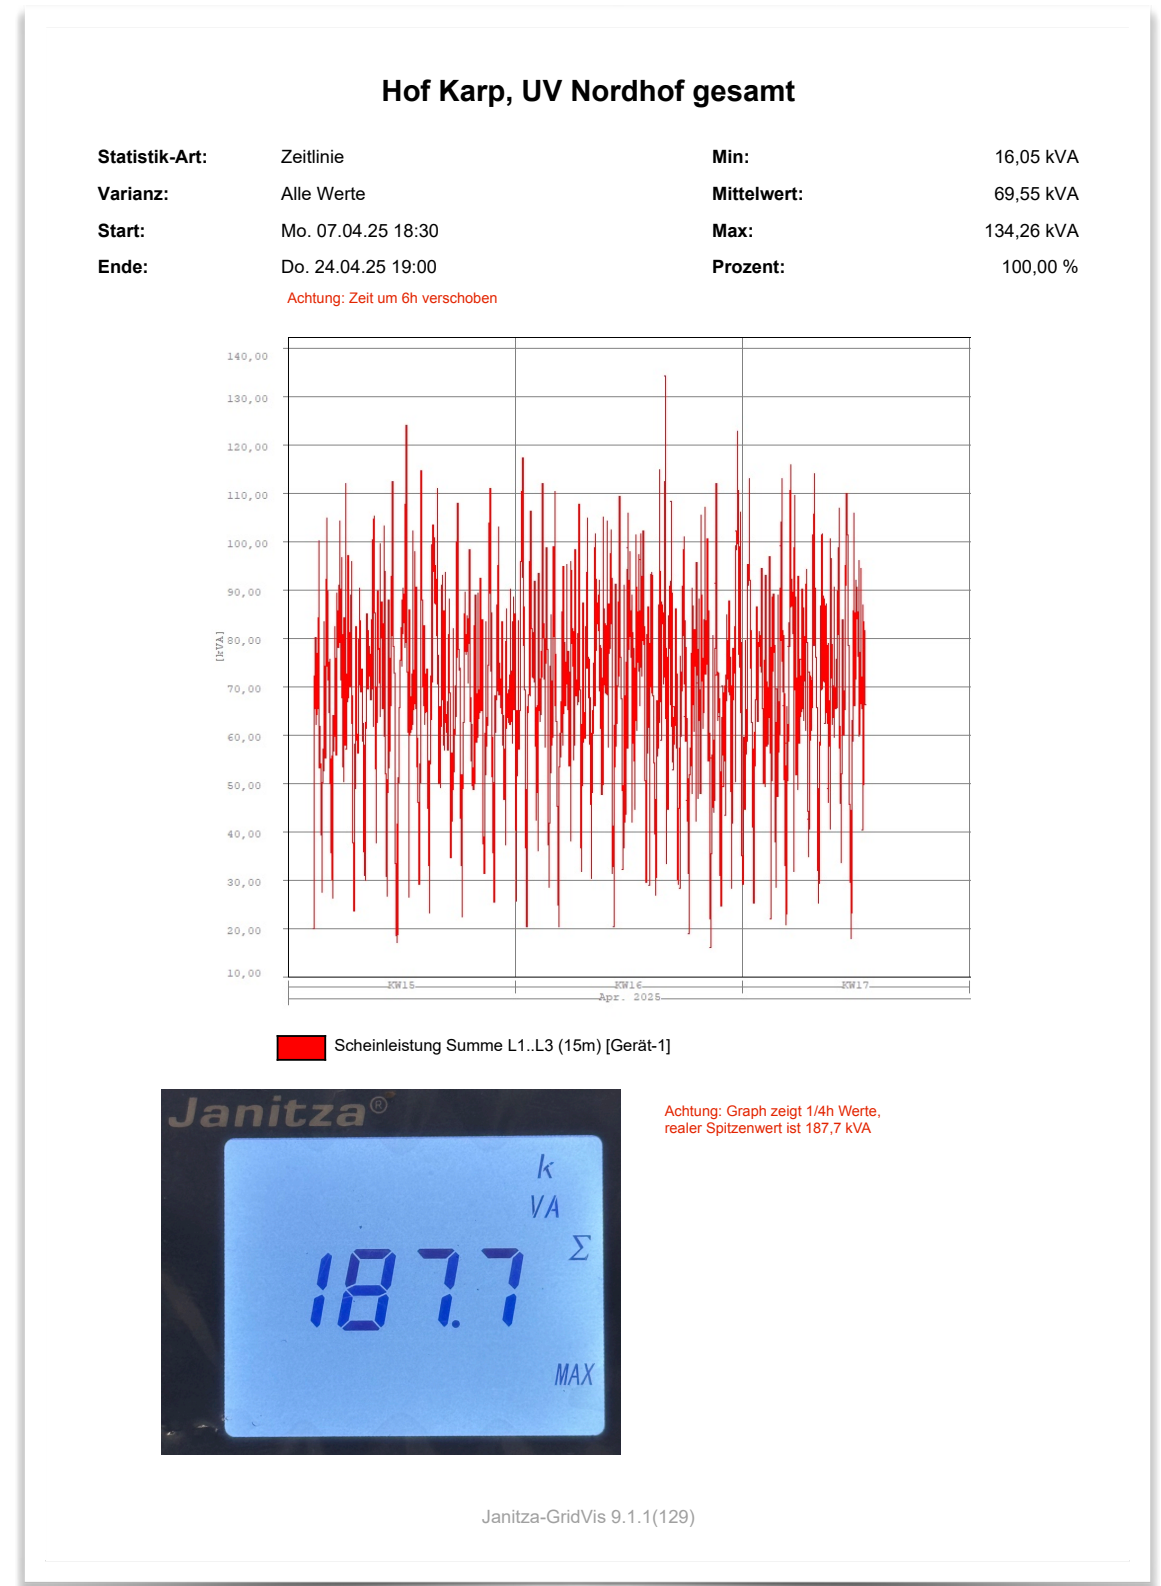 Hof Karp, UV Nordhof gesamt
Statistik-Art: Zeitlinie Min: 16,05 kVA
Varianz: Alle Werte Mittelwert: 69,55 kVA
Start: Mo. 07.04.25 18:30 Max: 134,26 kVA
Ende: Do. 24.04.25 19:00 Prozent: 100,00 %
Achtung: Zeit um 6h verschoben
140,00
130,00
120,00
110,00
100,00
90,00
[kVA]
80,00
70,00
60,00
50,00
40,00
30,00
20,00
10,00
KW15 KW16 KW17
Apr. 2025
Scheinleistung Summe L1..L3 (15m) [Gerät-1]
Janitza®
Achtung: Graph zeigt 1/4h Werte,
realer Spitzenwert ist 187,7 kVA
k
VA
Σ
187.7
MAX
Janitza-GridVis 9.1.1(129)